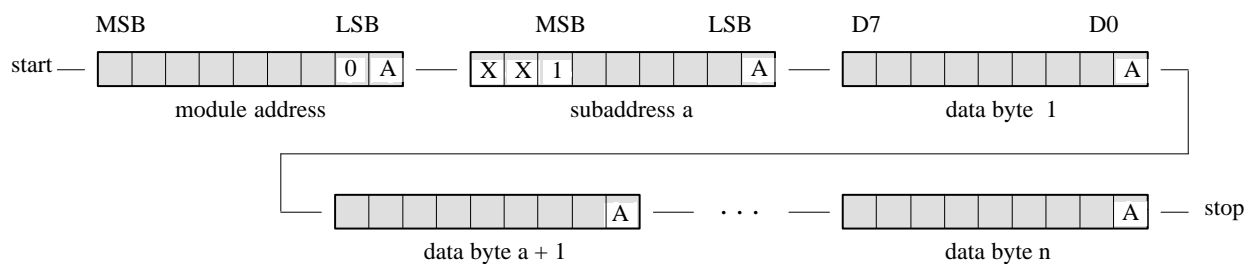 MSB LSB MSB LSB D7 D0
start 0 A X X 1 A A
module address subaddress a data byte 1
A . . . A stop
data byte a + 1 data byte n